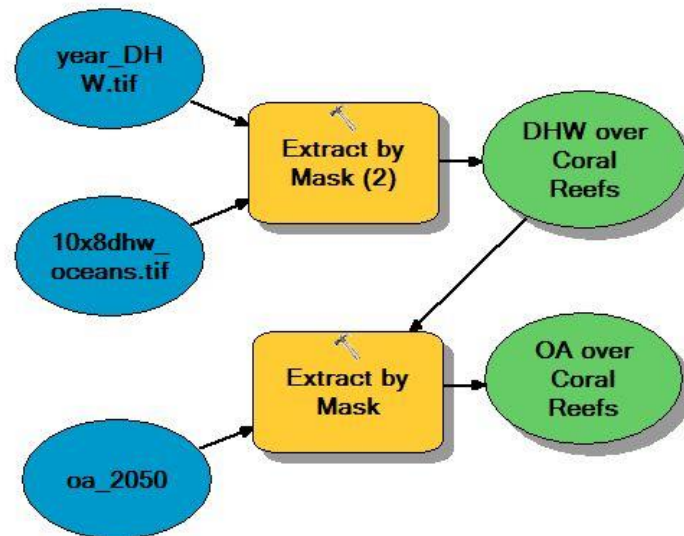 year_DH
W.tif
Extract by
Mask (2)
DHW over
Coral
Reefs
10x8dhw_
oceans.tif
Extract by
Mask
OA over
Coral
Reefs
oa_2050